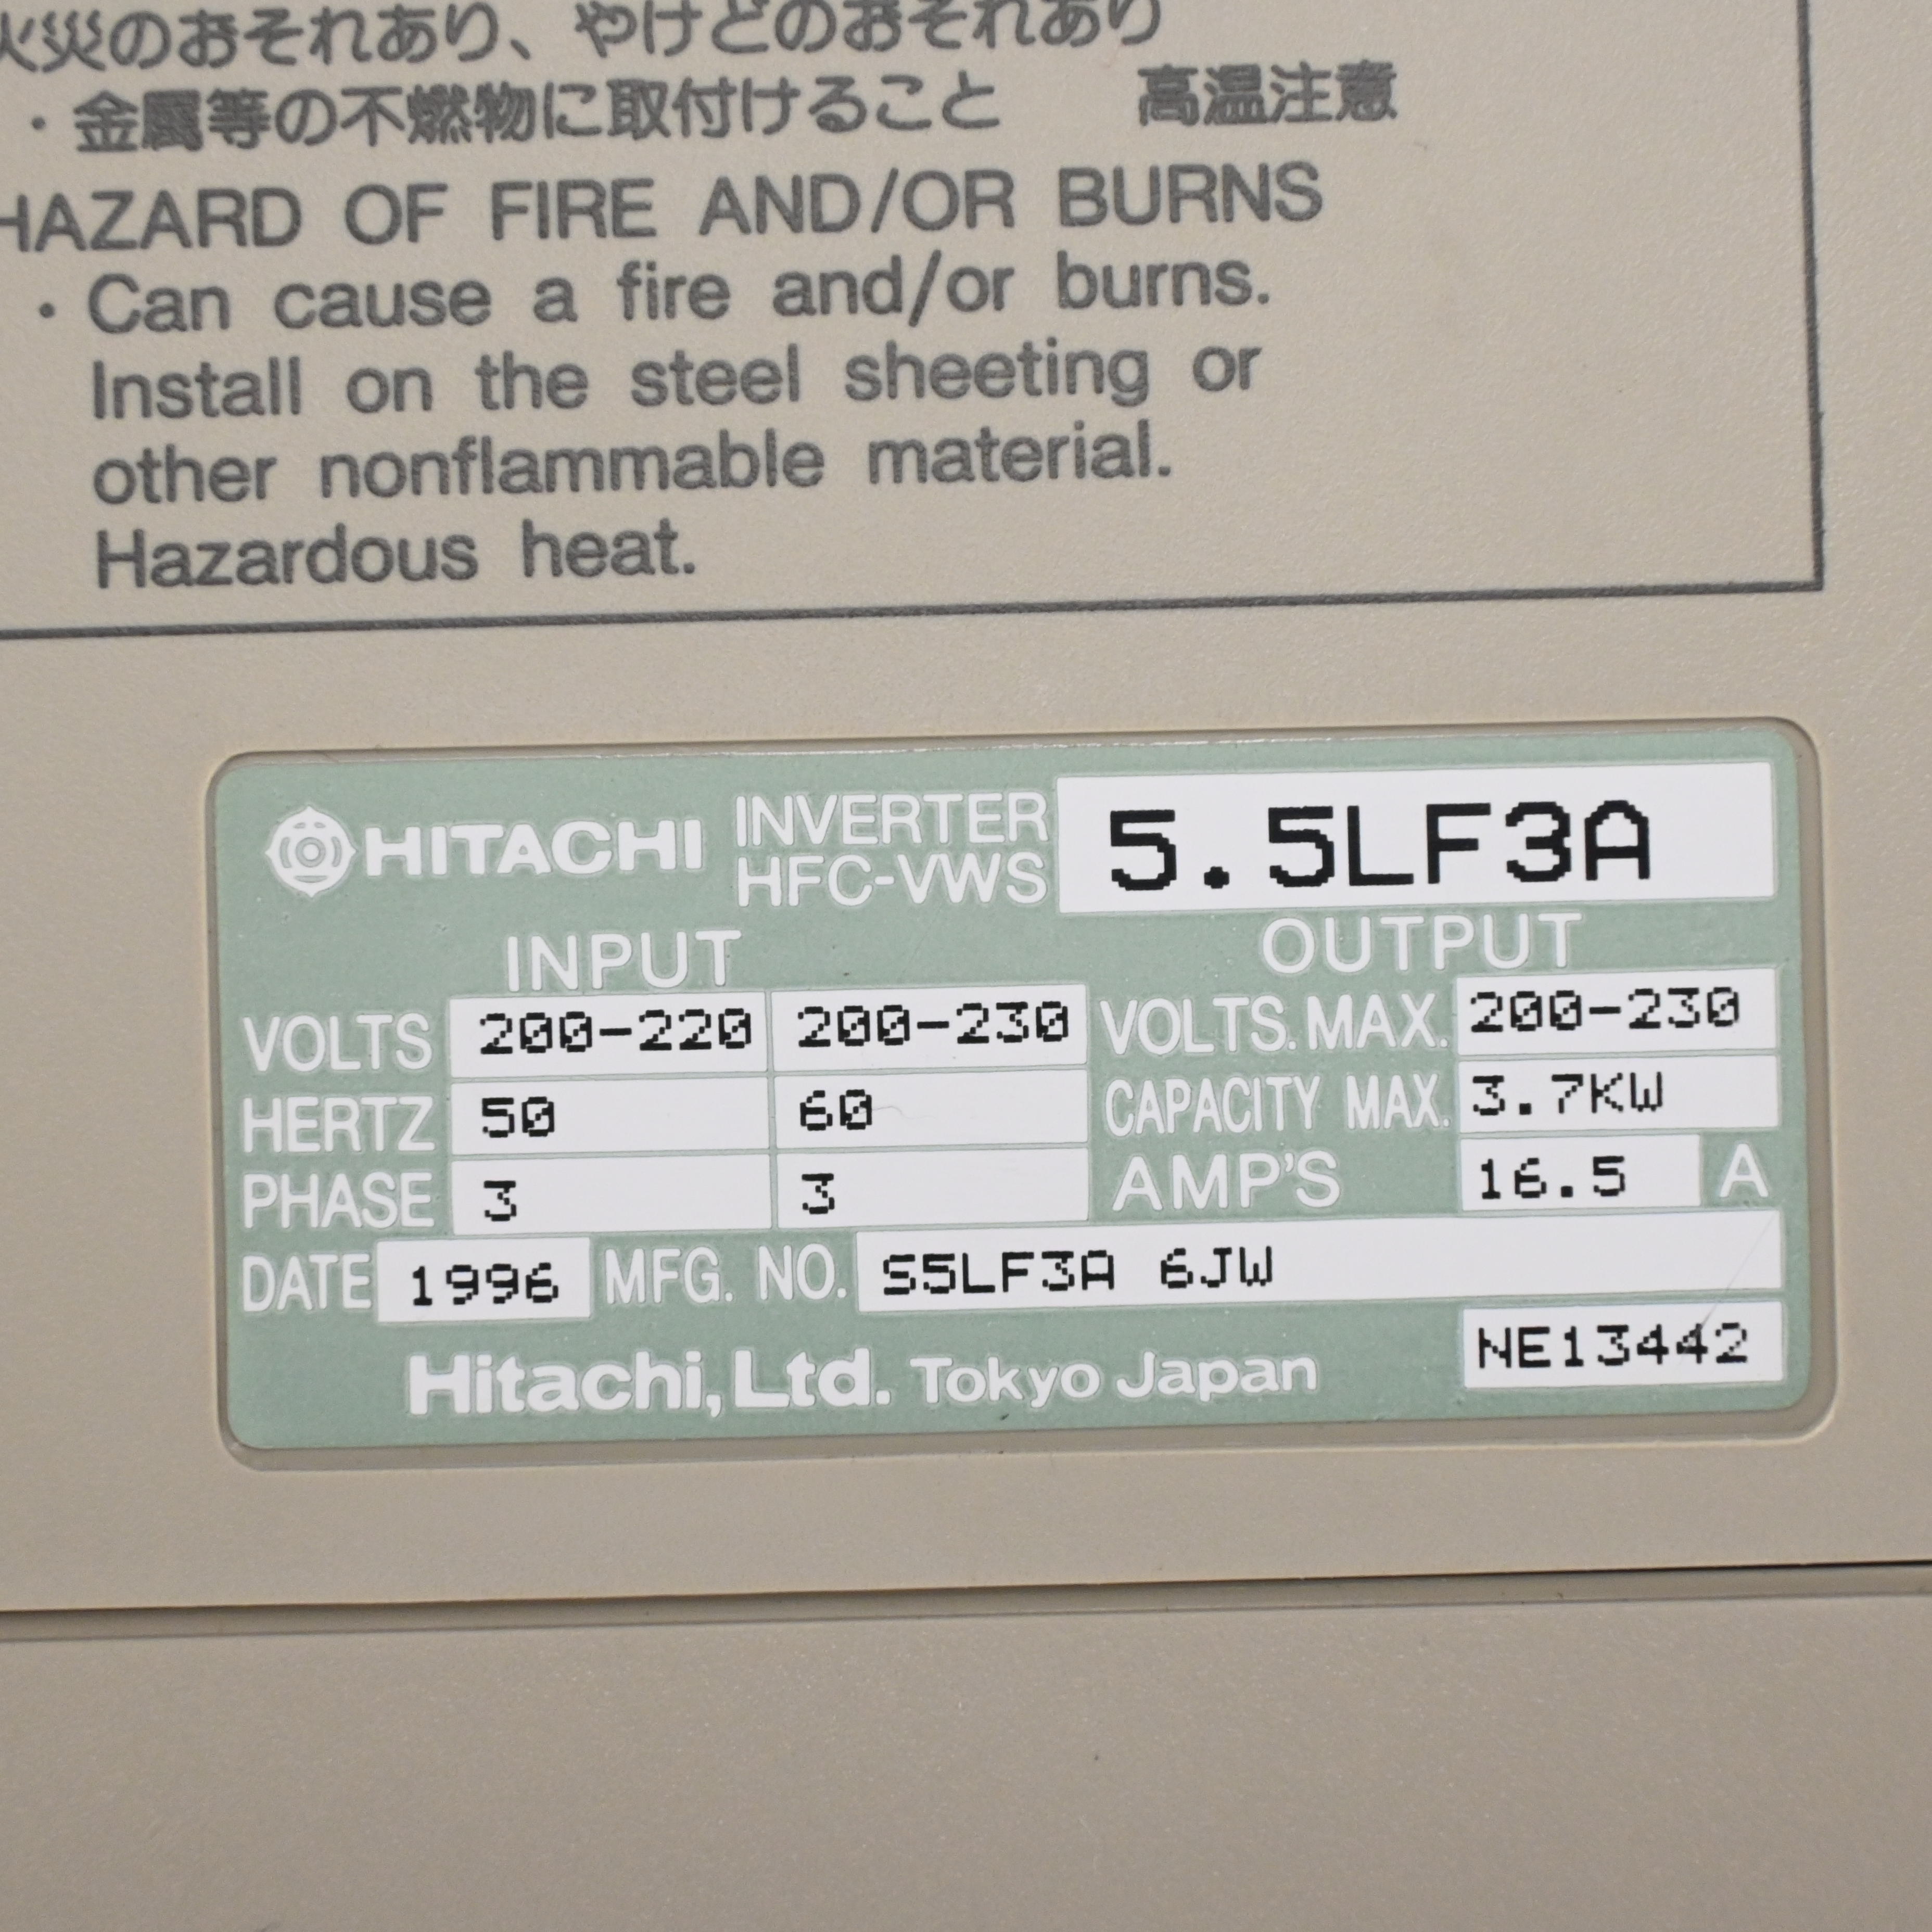 火災のおそれあり、やけどのおそれあり
・金属等の不燃物に取付けること 高温注意
HAZARD OF FIRE AND/OR BURNS
・Can cause a fire and/or burns.
Install on the steel sheeting or
other nonflammable material.
Hazardous heat.
HITACHI INVERTER HFC-VWS 5.5LF3A
INPUT OUTPUT
VOLTS 200-220 200-230 VOLTS.MAX. 200-230
HERTZ 50 60 CAPACITY MAX. 3.7KW
PHASE 3 3 AMP'S 16.5 A
DATE 1996 MFG. NO. S5LF3A 6JW
Hitachi, Ltd. Tokyo Japan NE13442